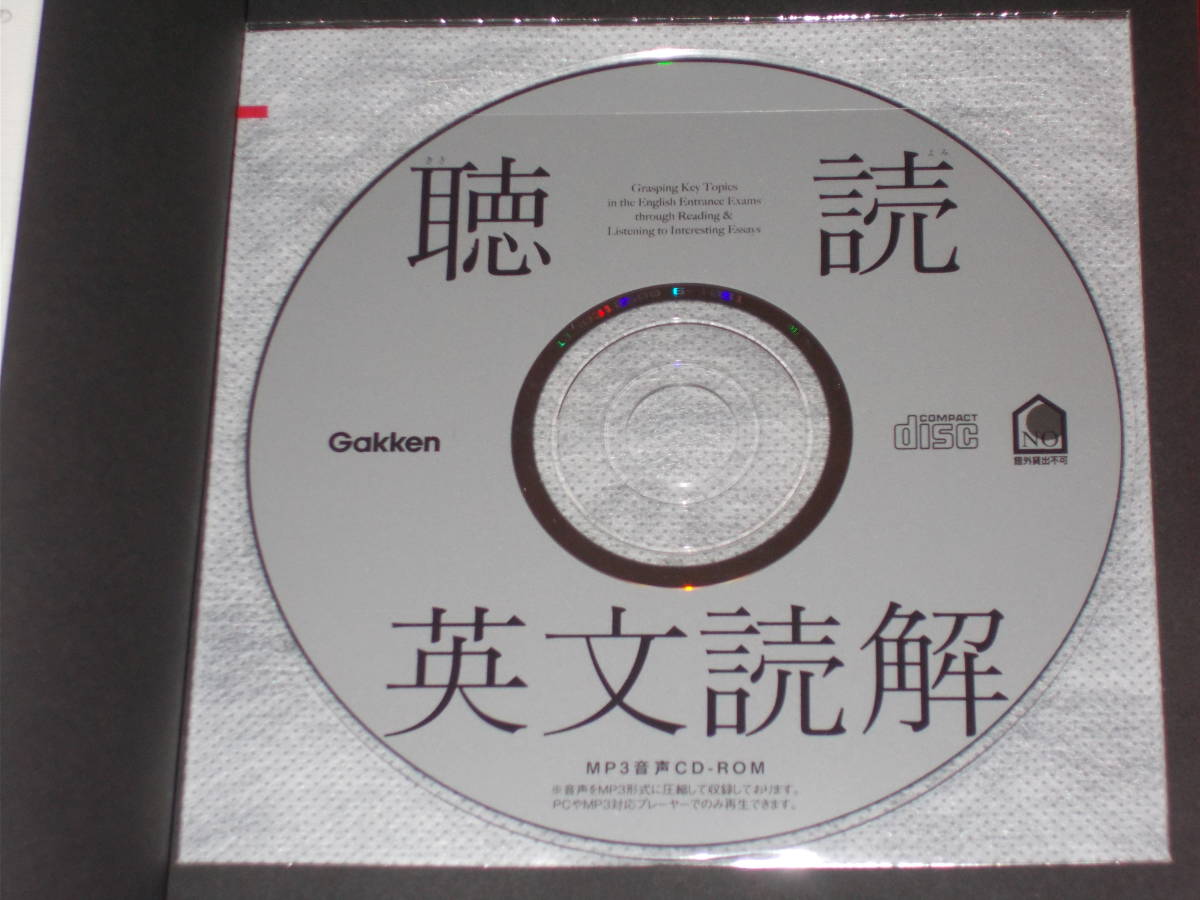 きき よみ
聴 読
Grasping Key Topics
in the English Entrance Exams
through Reading &
Listening to Interesting Essays
Gakken
COMPACT
disc
NO
館外貸出不可
英文読解
MP3音声CD-ROM
※音声をMP3形式に圧縮して収録しております。
PCやMP3対応プレーヤーでのみ再生できます。